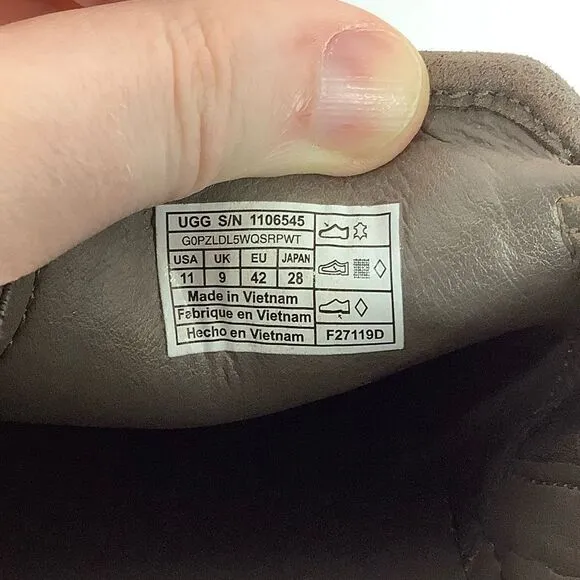 UGG S/N 1106545
G0PZLDL5WQSRPWT
USA UK EU JAPAN
11 9 42 28
Made in Vietnam
Fabrique en Vietnam
Hecho en Vietnam
F27119D